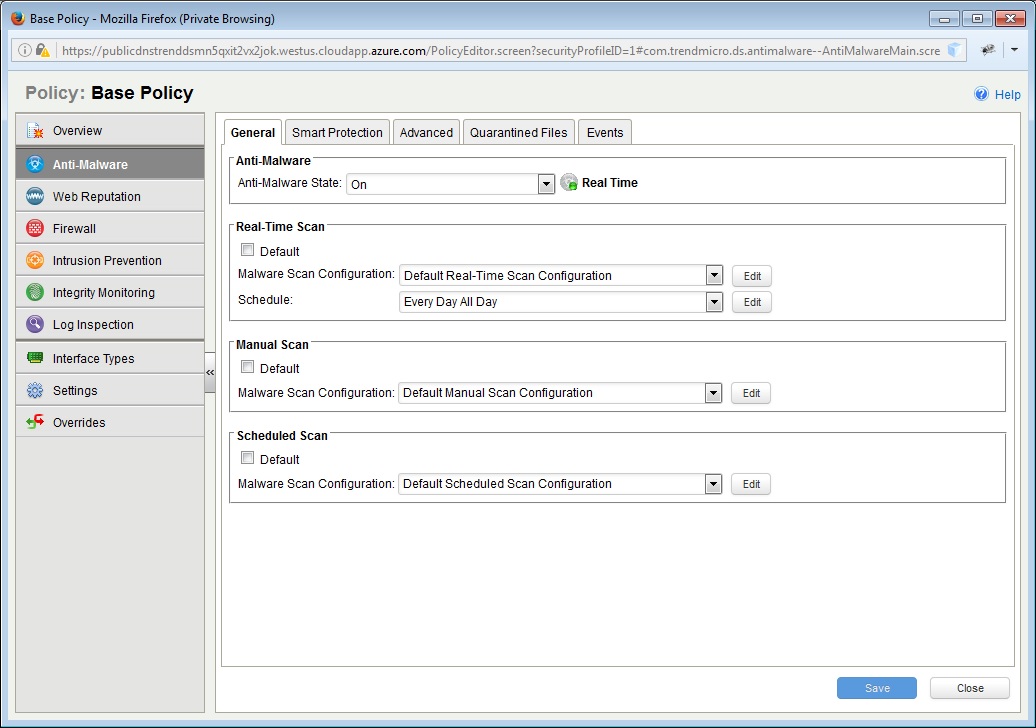 Base Policy - Mozilla Firefox (Private Browsing)
https://publicdnstrenddsmn5qxit2vx2jok.westus.cloudapp.azure.com/PolicyEditor.screen?securityProfileID=1#com.trendmicro.ds.antimalware--AntiMalwareMain.scre
Policy: Base Policy
Help
Overview
Anti-Malware
Web Reputation
Firewall
Intrusion Prevention
Integrity Monitoring
Log Inspection
Interface Types
Settings
Overrides
«
General Smart Protection Advanced Quarantined Files Events
Anti-Malware
Anti-Malware State: On Real Time
Real-Time Scan
Default
Malware Scan Configuration: Default Real-Time Scan Configuration Edit
Schedule: Every Day All Day Edit
Manual Scan
Default
Malware Scan Configuration: Default Manual Scan Configuration Edit
Scheduled Scan
Default
Malware Scan Configuration: Default Scheduled Scan Configuration Edit
Save Close